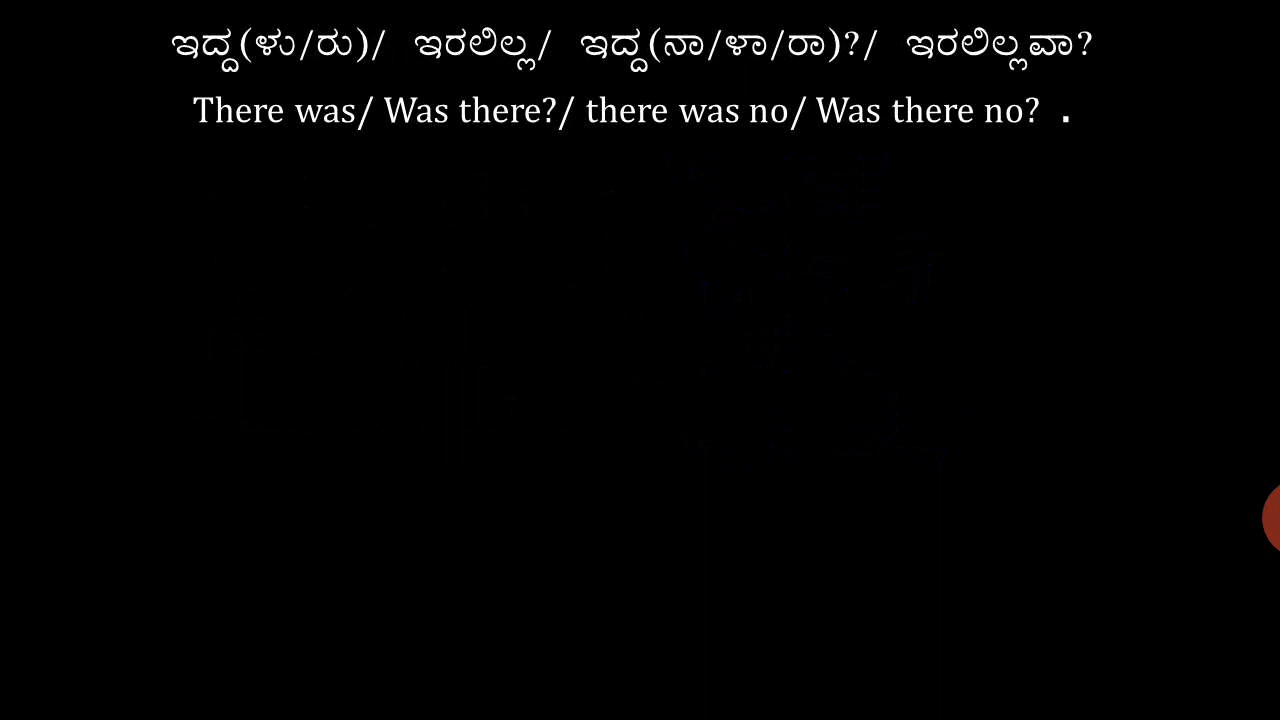 ಇದ್ದ(ಳು/ರು)/ ಇರಲಿಲ್ಲ/ ಇದ್ದ(ನಾ/ಳಾ/ರಾ)?/ ಇರಲಿಲ್ಲವಾ?
There was/ Was there?/ there was no/ Was there no? .